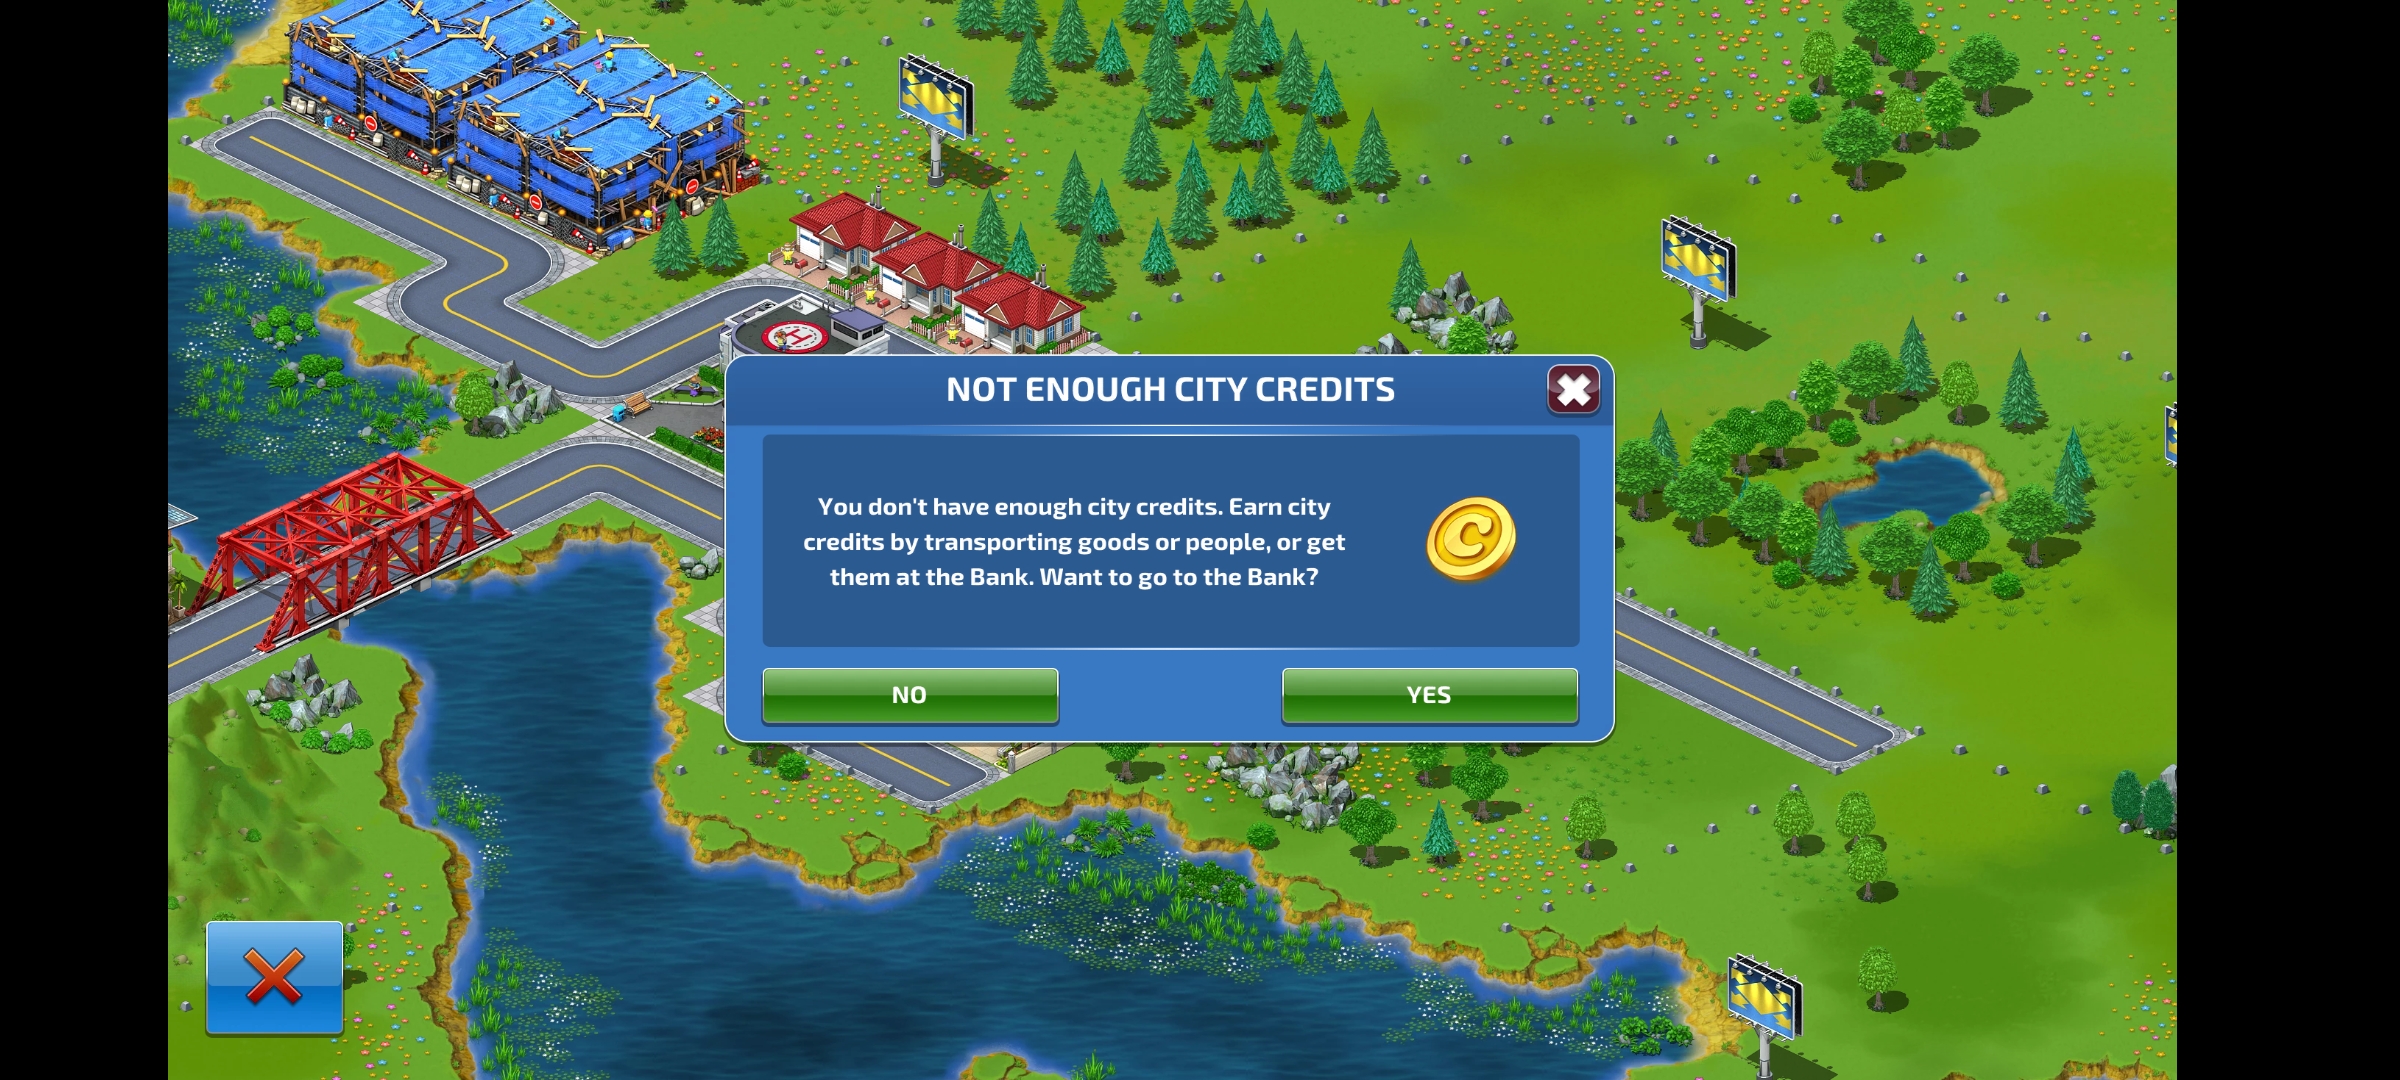 NOT ENOUGH CITY CREDITS
You don't have enough city credits. Earn city
credits by transporting goods or people, or get
them at the Bank. Want to go to the Bank?
NO
YES